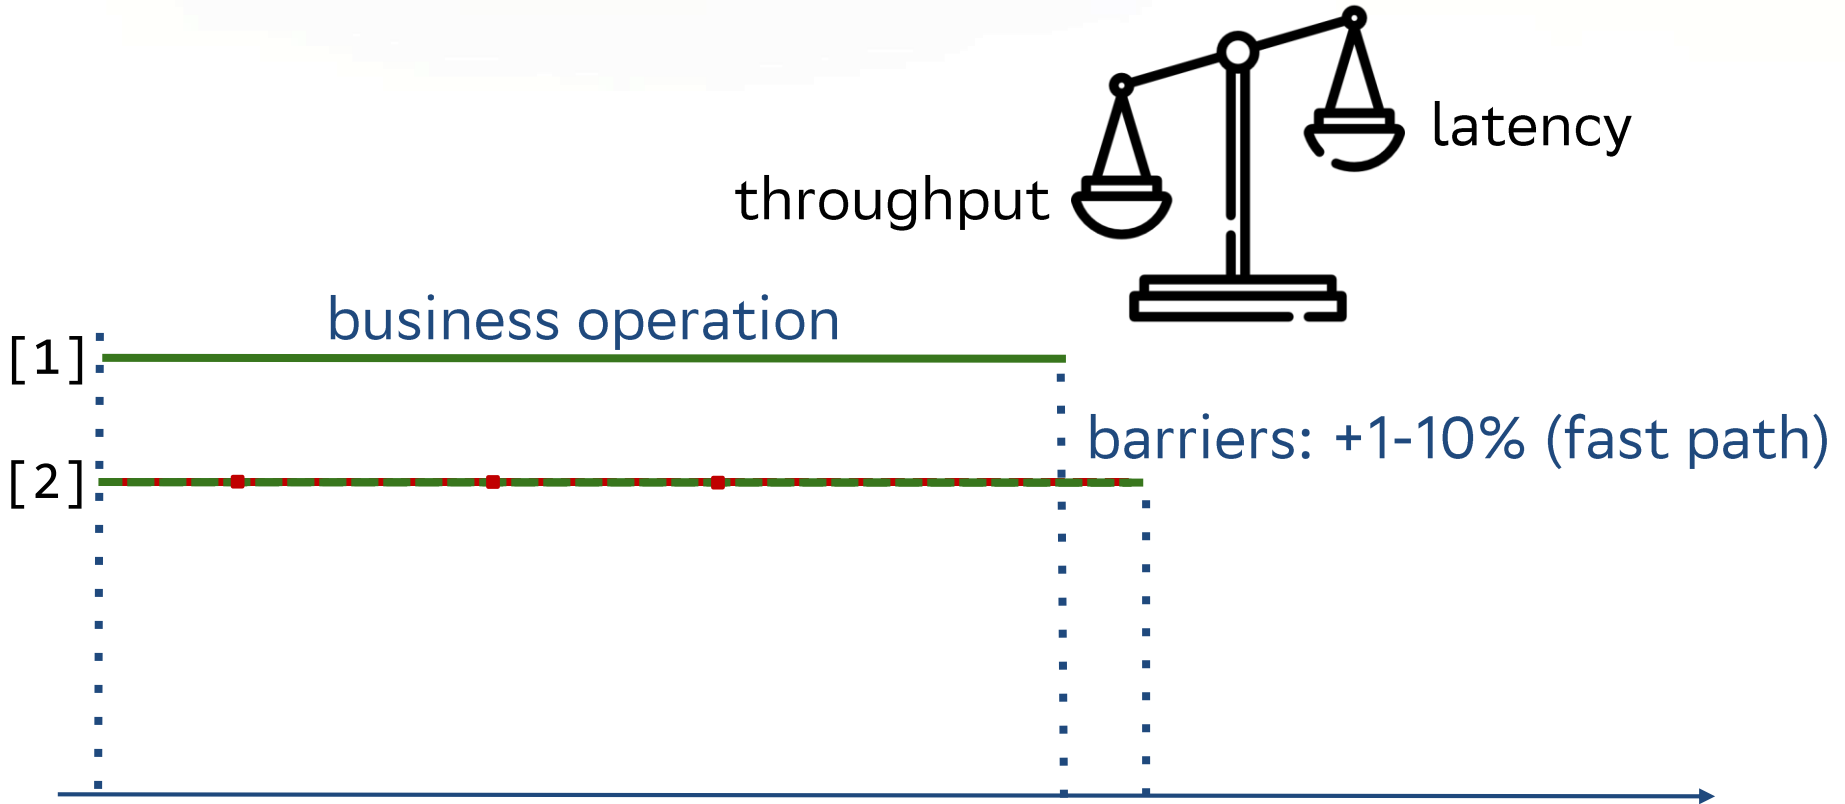 latency
throughput
business operation
[1]
barriers: +1-10% (fast path)
[2]